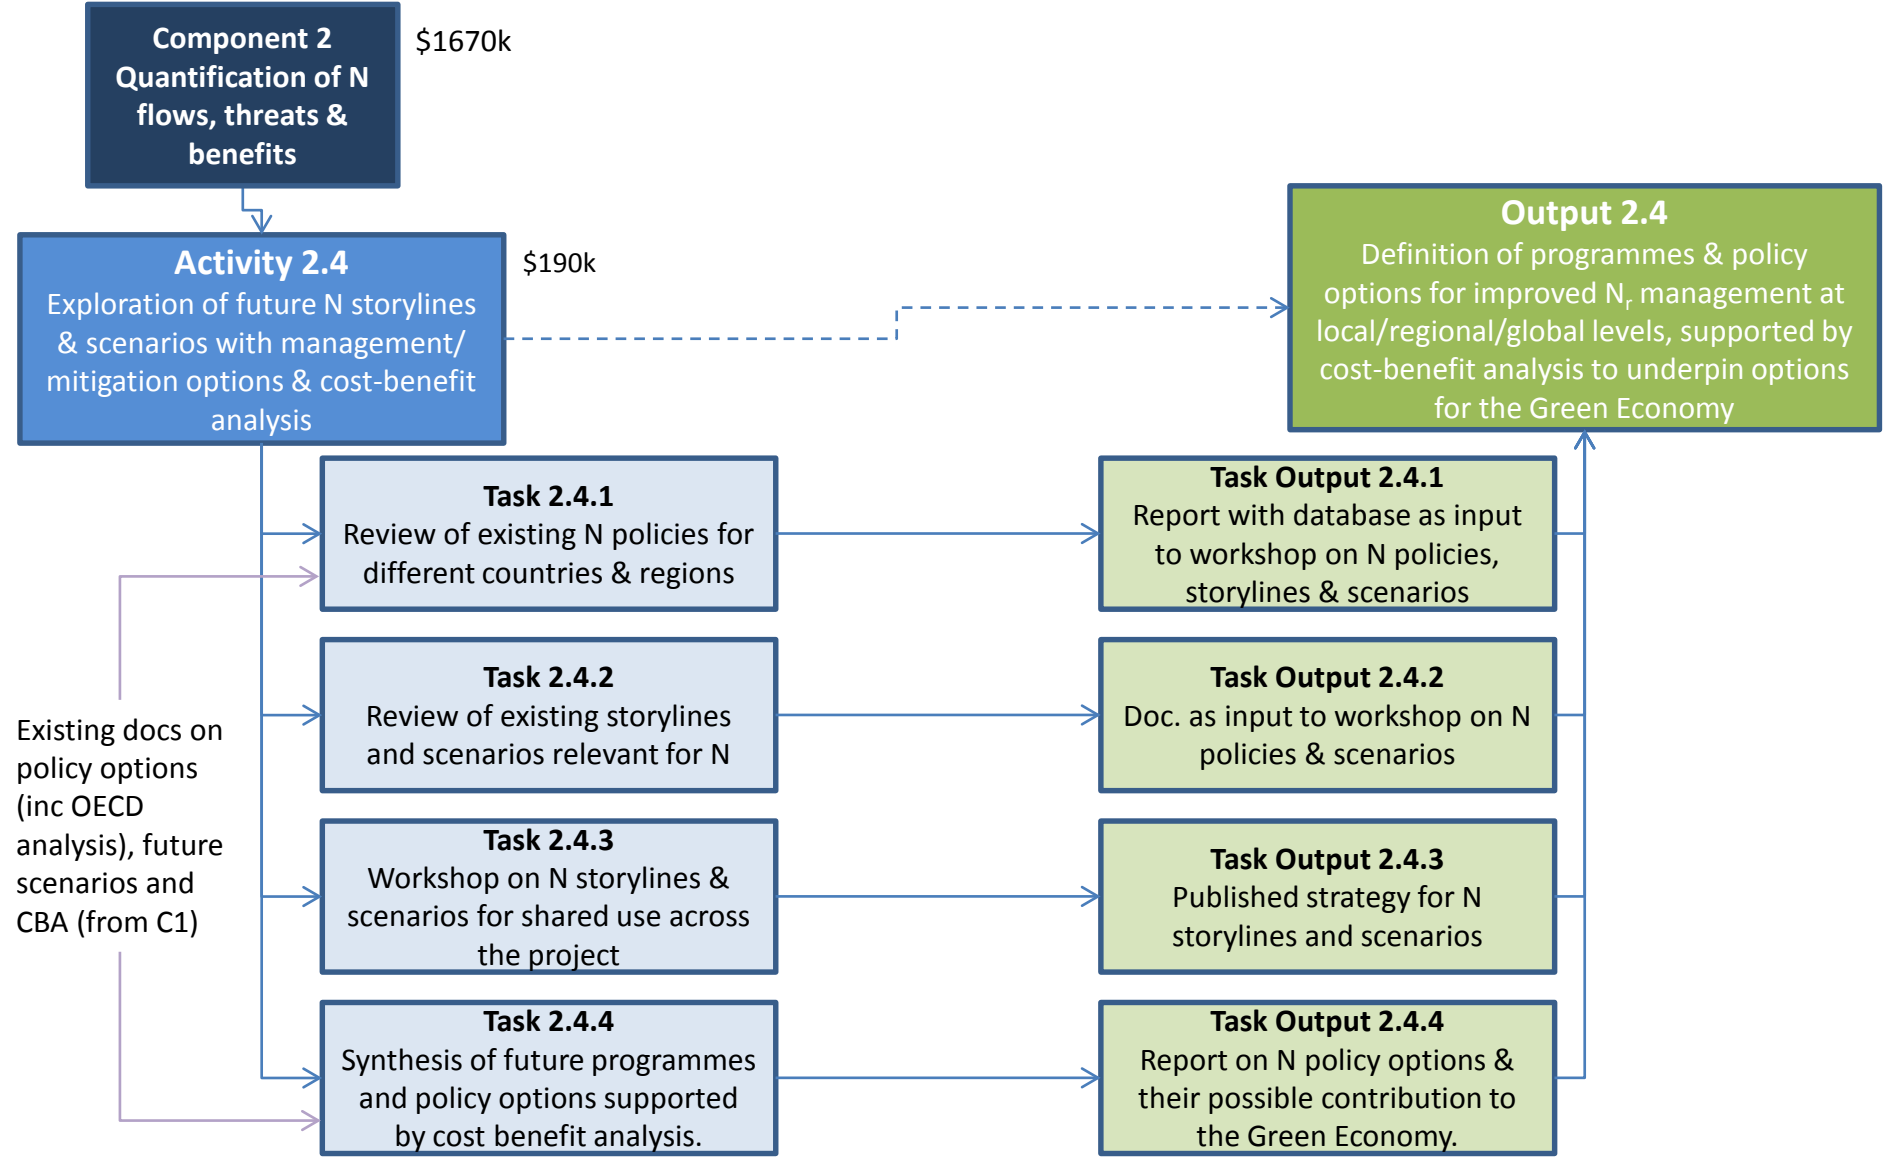 Component 2
Quantification of N
flows, threats &
benefits
$1670k
Activity 2.4
Exploration of future N storylines
& scenarios with management/
mitigation options & cost-benefit
analysis
$190k
Output 2.4
Definition of programmes & policy
options for improved Nr management at
local/regional/global levels, supported by
cost-benefit analysis to underpin options
for the Green Economy
Task 2.4.1
Review of existing N policies for
different countries & regions
Task Output 2.4.1
Report with database as input
to workshop on N policies,
storylines & scenarios
Task 2.4.2
Review of existing storylines
and scenarios relevant for N
Task Output 2.4.2
Doc. as input to workshop on N
policies & scenarios
Existing docs on
policy options
(inc OECD
analysis), future
scenarios and
CBA (from C1)
Task 2.4.3
Workshop on N storylines &
scenarios for shared use across
the project
Task Output 2.4.3
Published strategy for N
storylines and scenarios
Task 2.4.4
Synthesis of future programmes
and policy options supported
by cost benefit analysis.
Task Output 2.4.4
Report on N policy options &
their possible contribution to
the Green Economy.